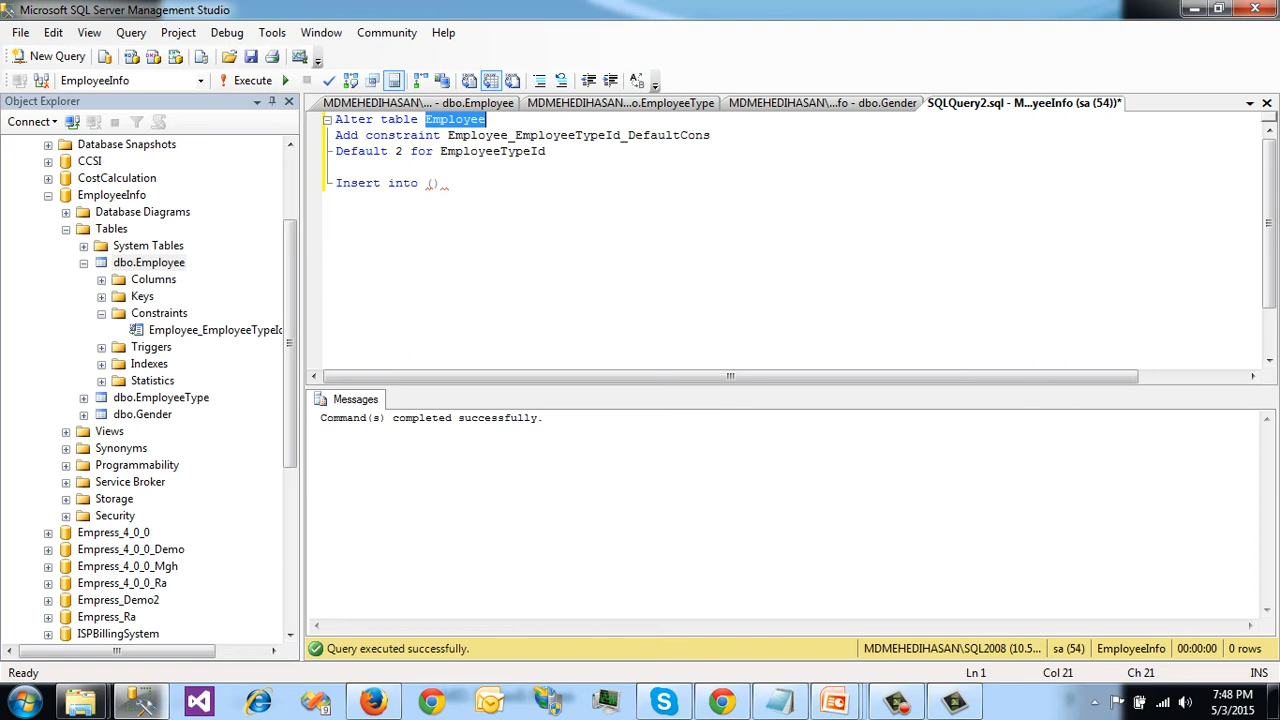 Microsoft SQL Server Management Studio
File Edit View Query Project Debug Tools Window Community Help
New Query
EmployeeInfo Execute
Object Explorer
MDMEHEDIHASAN\... - dbo.Employee MDMEHEDIHASAN...o.EmployeeType MDMEHEDIHASAN\...fo - dbo.Gender SQLQuery2.sql - M...yeeInfo (sa (54))*
Connect
Database Snapshots
CCSI
CostCalculation
EmployeeInfo
Database Diagrams
Tables
System Tables
dbo.Employee
Columns
Keys
Constraints
Employee_EmployeeTypeId
Triggers
Indexes
Statistics
dbo.EmployeeType
dbo.Gender
Views
Synonyms
Programmability
Service Broker
Storage
Security
Empress_4_0_0
Empress_4_0_0_Demo
Empress_4_0_0_Mgh
Empress_4_0_0_Ra
Empress_Demo2
Empress_Ra
ISPBillingSystem
Alter table Employee
Add constraint Employee_EmployeeTypeId_DefaultCons
Default 2 for EmployeeTypeId
Insert into ()
Messages
Command(s) completed successfully.
Query executed successfully. MDMEHEDIHASAN\SQL2008 (10.5... sa (54) EmployeeInfo 00:00:00 0 rows
Ready Ln 1 Col 21 Ch 21 INS
7:48 PM
5/3/2015